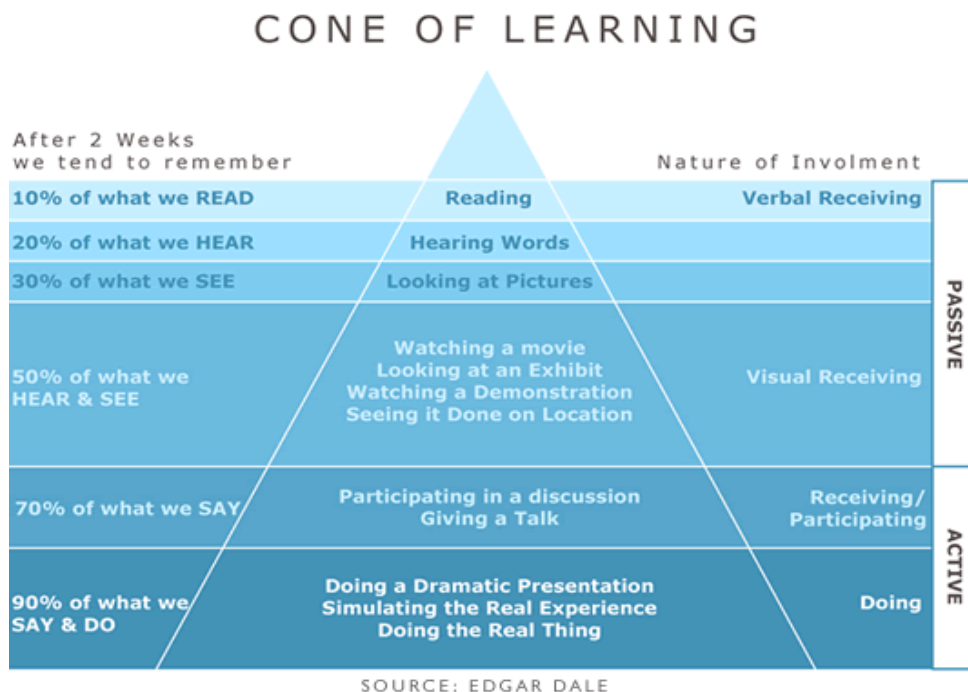 CONE OF LEARNING
After 2 Weeks
we tend to remember
Nature of Involment
10% of what we READ
Reading
Verbal Receiving
20% of what we HEAR
Hearing Words
30% of what we SEE
Looking at Pictures
50% of what we
HEAR & SEE
Watching a movie
Looking at an Exhibit
Watching a Demonstration
Seeing it Done on Location
Visual Receiving
PASSIVE
70% of what we SAY
Participating in a discussion
Giving a Talk
Receiving/
Participating
90% of what we
SAY & DO
Doing a Dramatic Presentation
Simulating the Real Experience
Doing the Real Thing
Doing
ACTIVE
SOURCE: EDGAR DALE